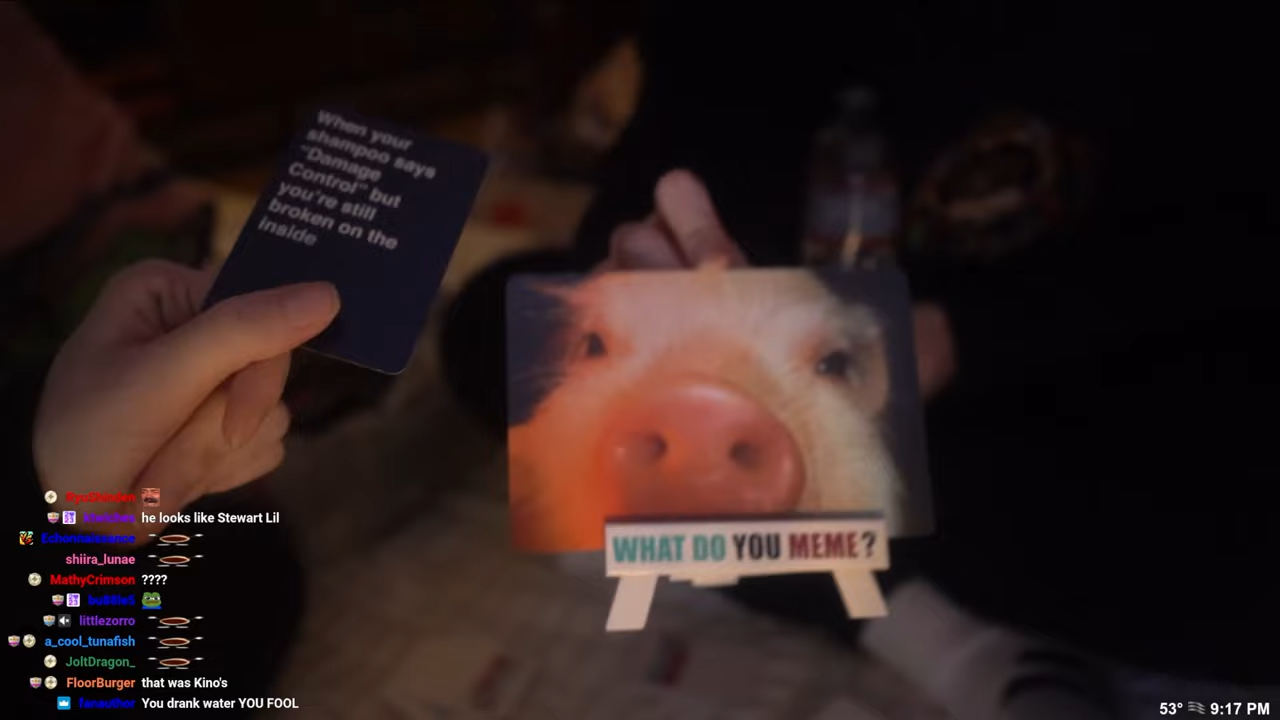 When your
shampoo says
"Damage
Control" but
you're still
broken on the
inside
WHAT DO YOU MEME?
he looks like Stewart Lil
Echonnaissance
shiira_lunae
MathyCrimson ????
littlezorro
a_cool_tunafish
JoltDragon_
FloorBurger that was Kino's
fanauthor You drank water YOU FOOL
53° 9:17 PM